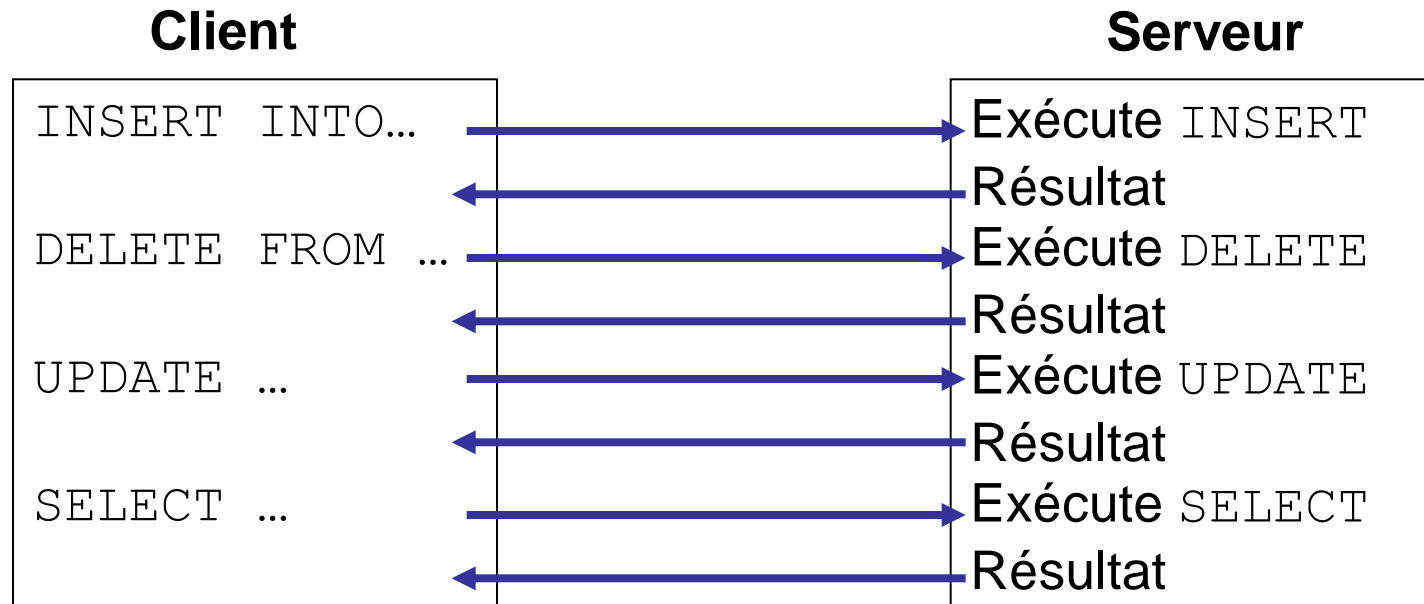 Client Serveur
INSERT INTO… Exécute INSERT
Résultat
DELETE FROM … Exécute DELETE
Résultat
UPDATE … Exécute UPDATE
Résultat
SELECT … Exécute SELECT
Résultat